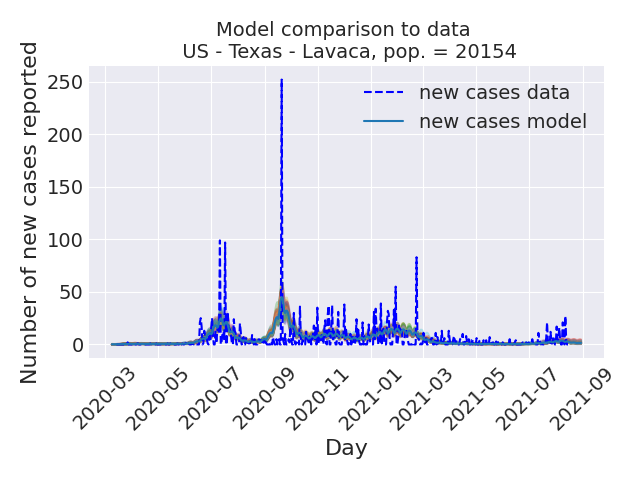 Model comparison to data
US - Texas - Lavaca, pop. = 20154
Number of new cases reported
250
200
150
100
50
0
new cases data
new cases model
2020-03
2020-05
2020-07
2020-09
2020-11
2021-01
2021-03
2021-05
2021-07
2021-09
Day